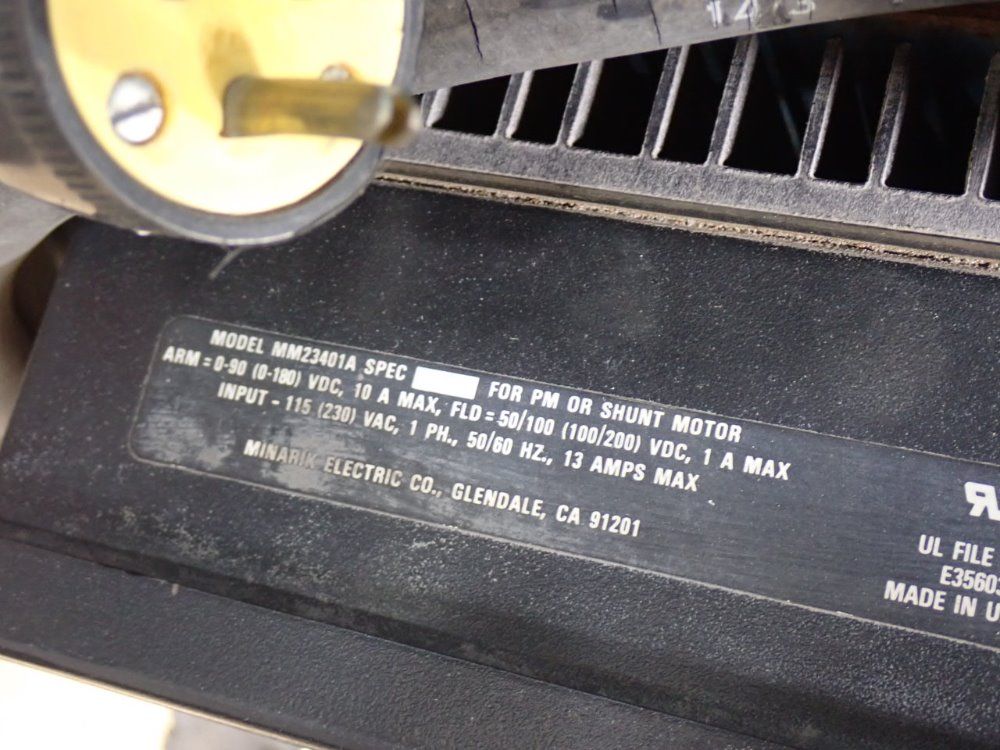 14 3
MODEL MM23401A SPEC FOR PM OR SHUNT MOTOR
ARM = 0-90 (0-180) VDC, 10 A MAX, FLD = 50/100 (100/200) VDC, 1 A MAX
INPUT - 115 (230) VAC, 1 PH., 50/60 HZ., 13 AMPS MAX
MINARIK ELECTRIC CO., GLENDALE, CA 91201
UL FILE
MADE IN